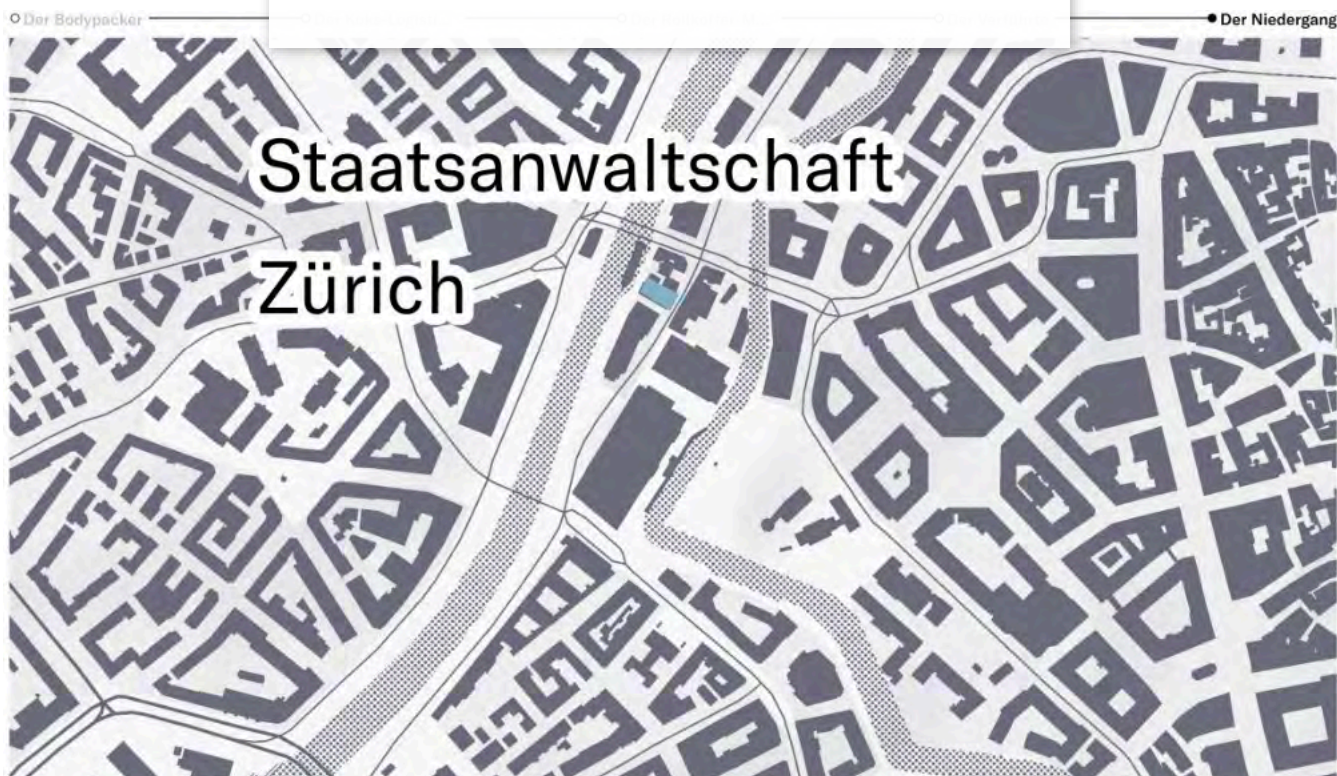 Der Bodypacker
Der Niedergang
Staatsanwaltschaft
Zürich